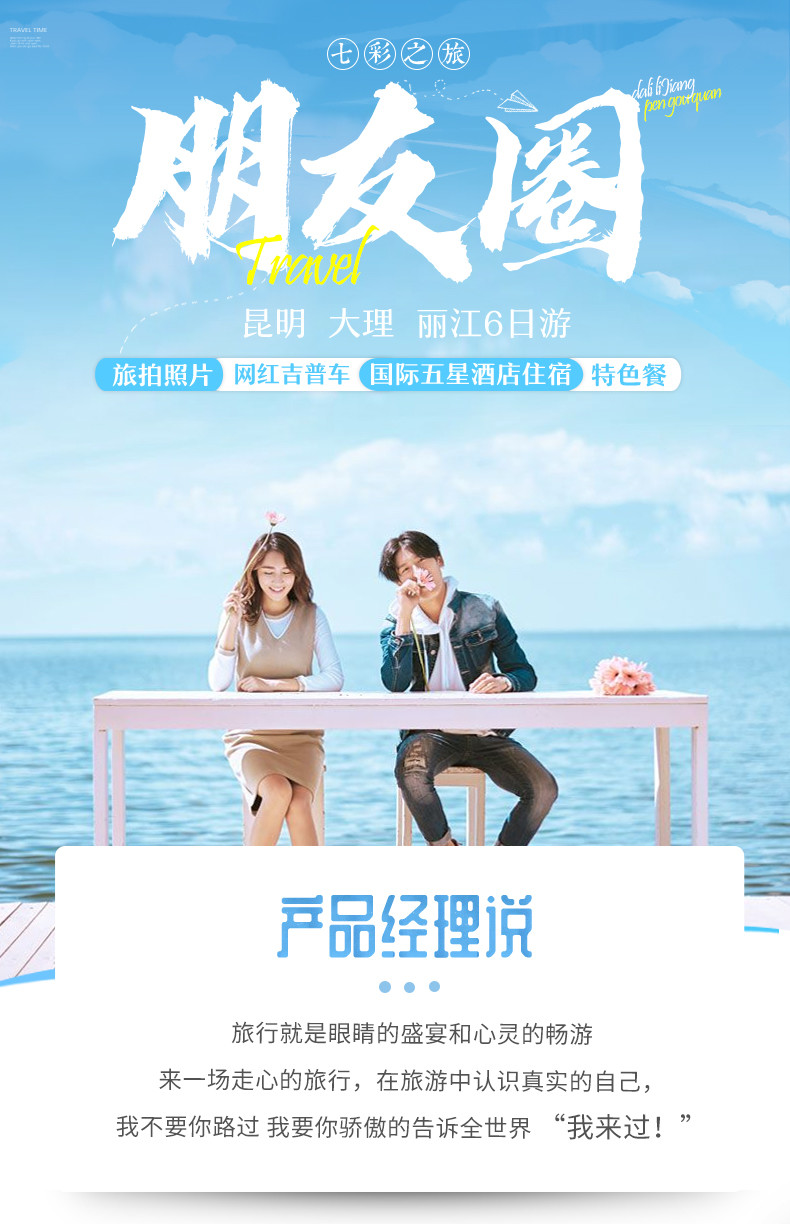 TRAVEL TIME
七彩之旅
朋友圈
dali liJiang
pengyouquan
Travel
昆明 大理 丽江6日游
旅拍照片 网红吉普车 国际五星酒店住宿 特色餐
产品经理说
旅行就是眼睛的盛宴和心灵的畅游
来一场走心的旅行，在旅游中认识真实的自己，
我不要你路过 我要你骄傲的告诉全世界 “我来过！”